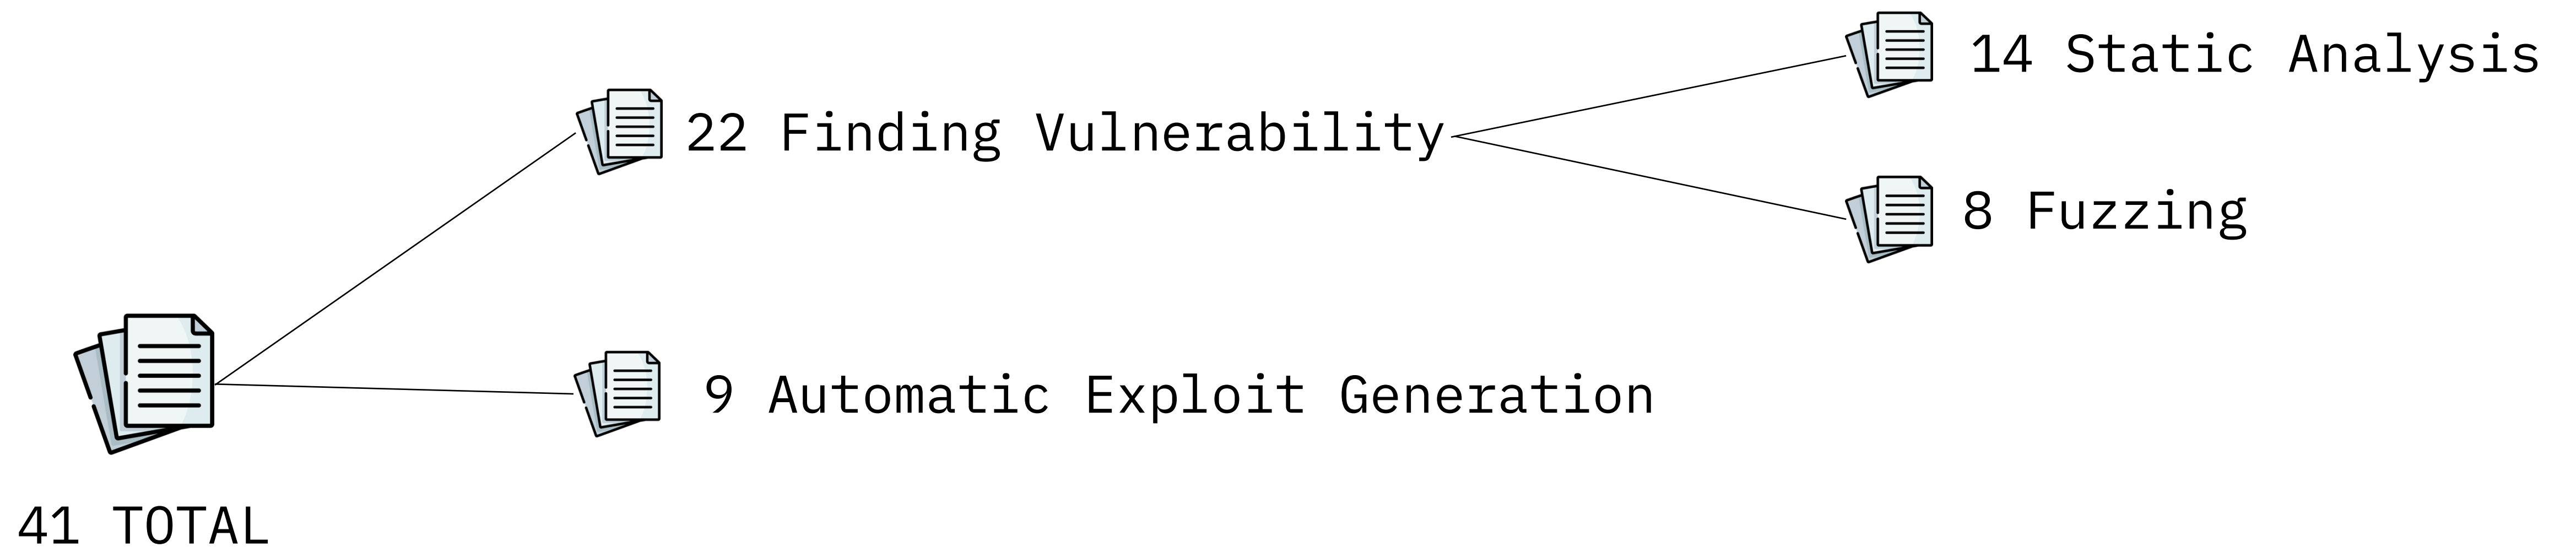 14 Static Analysis
22 Finding Vulnerability
8 Fuzzing
9 Automatic Exploit Generation
41 TOTAL